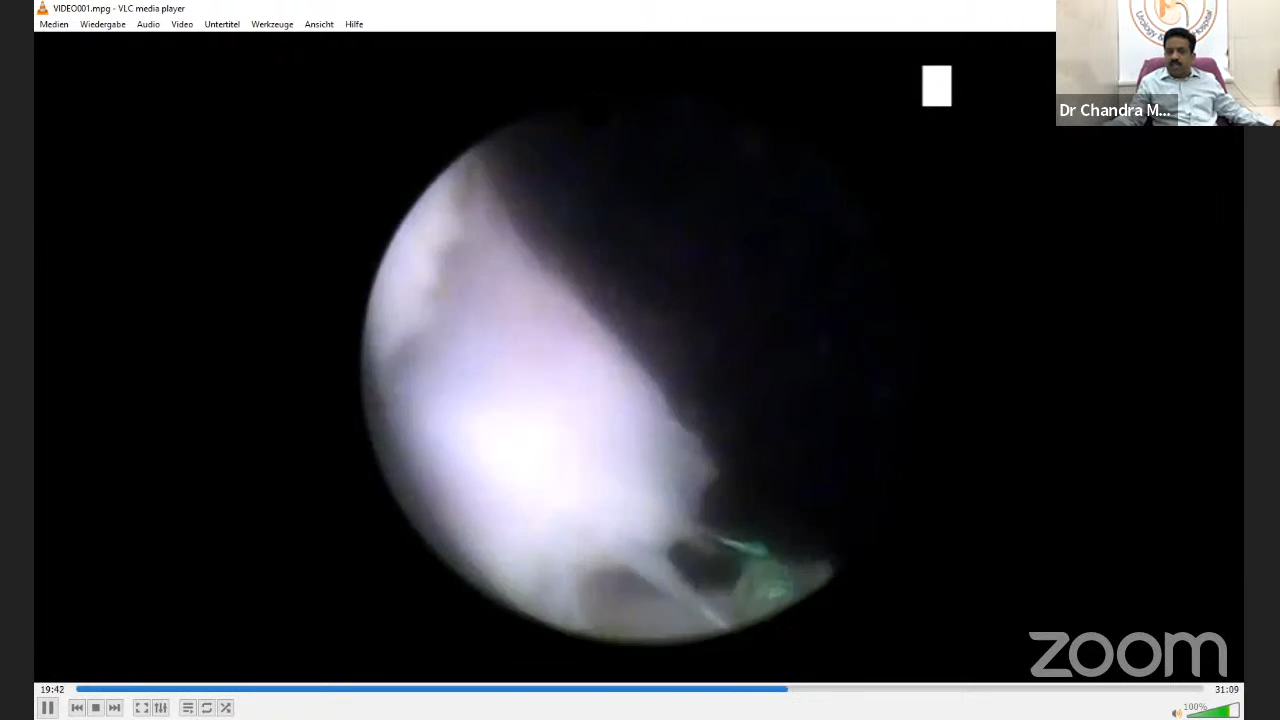 VIDEO001.mpg - VLC media player
Medien Wiedergabe Audio Video Untertitel Werkzeuge Ansicht Hilfe
Dr Chandra M...
zoom
19:42
31:09
100%